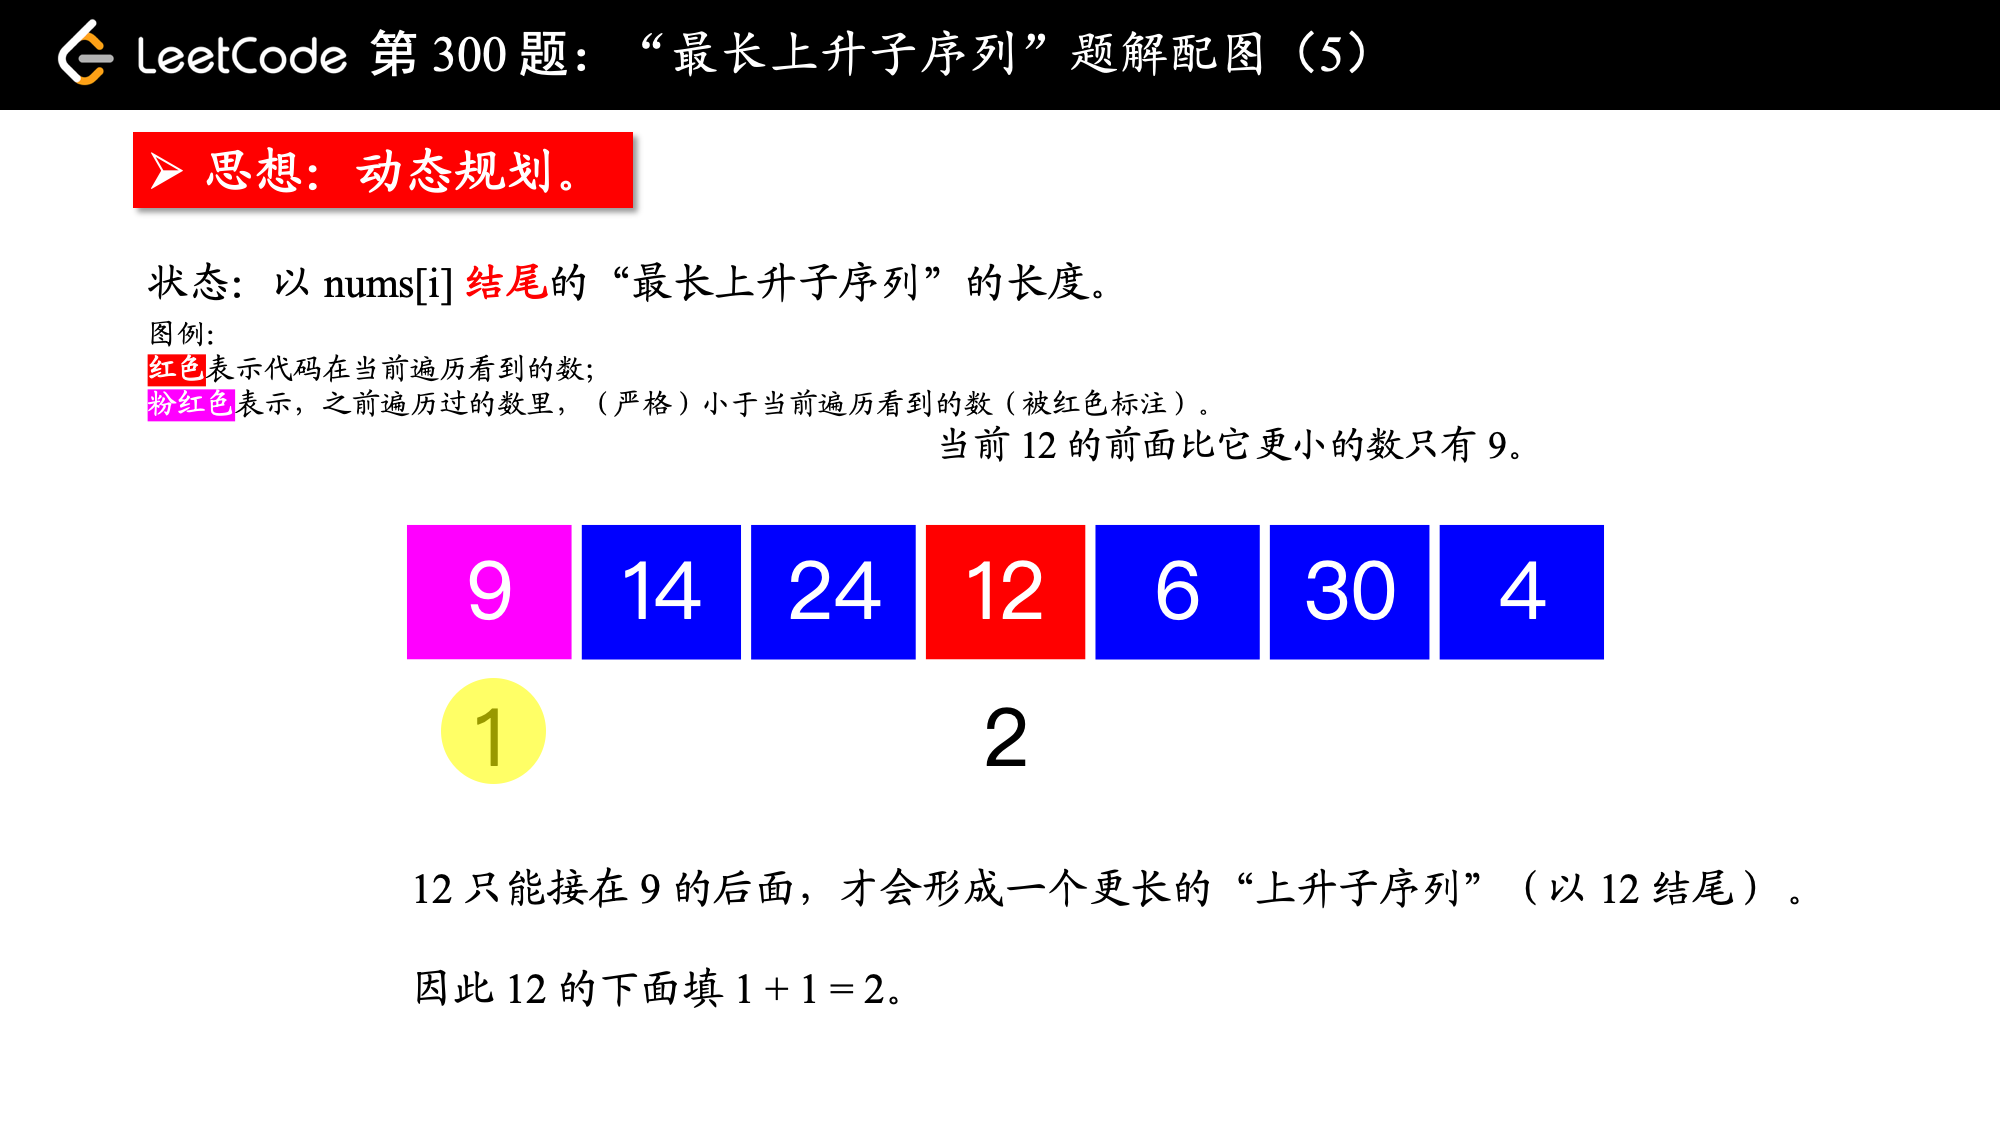 LeetCode 第 300 题：“最长上升子序列”题解配图（5）
➢ 思想：动态规划。
状态：以 nums[i] 结尾的“最长上升子序列”的长度。
图例：
红色表示代码在当前遍历看到的数；
粉红色表示，之前遍历过的数里，（严格）小于当前遍历看到的数（被红色标注）。
当前 12 的前面比它更小的数只有 9。
9 14 24 12 6 30 4
1 2
12 只能接在 9 的后面，才会形成一个更长的“上升子序列”（以 12 结尾）。
因此 12 的下面填 1 + 1 = 2。